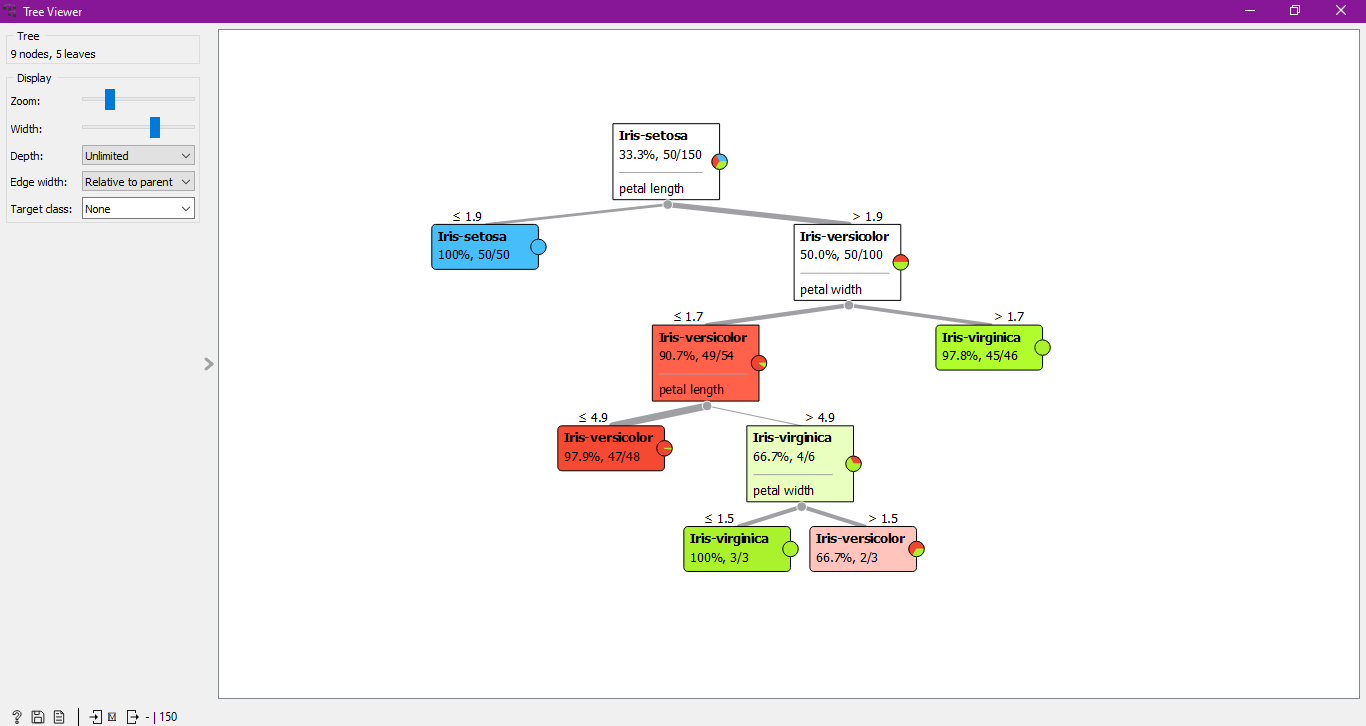 Tree Viewer
Tree
9 nodes, 5 leaves
Display
Zoom:
Width:
Depth: Unlimited
Edge width: Relative to parent
Target class: None
Iris-setosa
33.3%, 50/150
petal length
≤ 1.9
> 1.9
Iris-setosa
100%, 50/50
Iris-versicolor
50.0%, 50/100
petal width
≤ 1.7
> 1.7
Iris-versicolor
90.7%, 49/54
petal length
Iris-virginica
97.8%, 45/46
≤ 4.9
> 4.9
Iris-versicolor
97.9%, 47/48
Iris-virginica
66.7%, 4/6
petal width
≤ 1.5
> 1.5
Iris-virginica
100%, 3/3
Iris-versicolor
66.7%, 2/3
? M - | 150